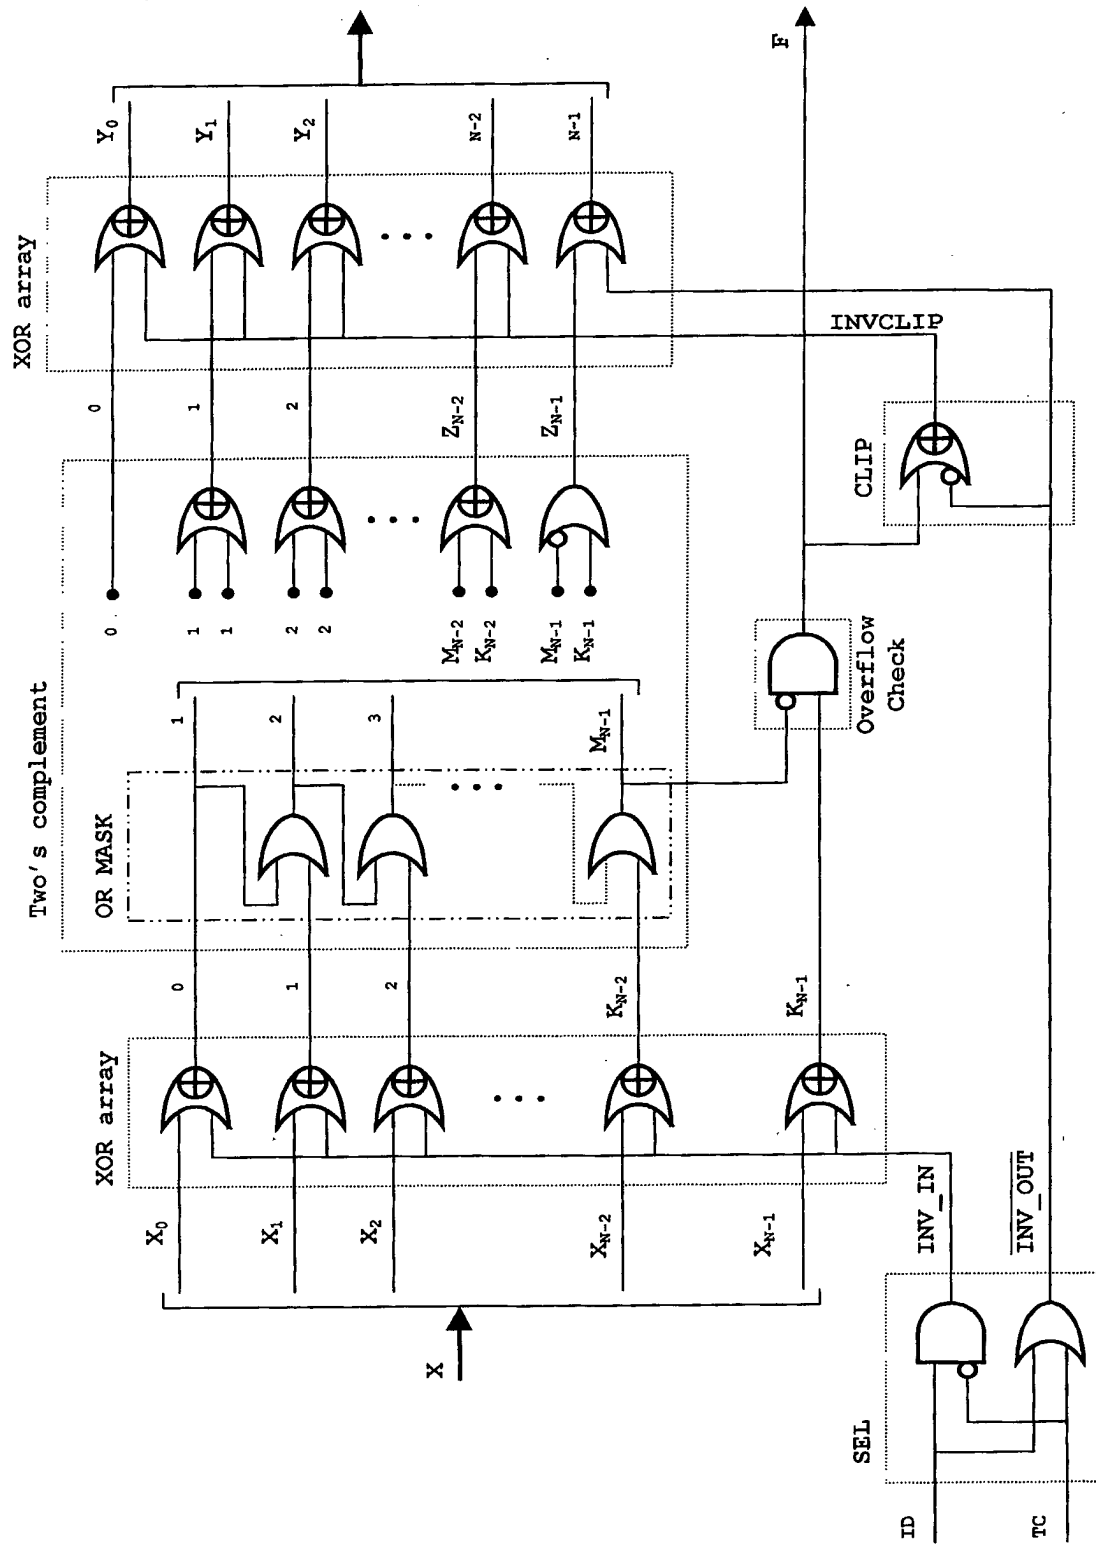 X
X0
X1
X2
XN-2
XN-1
XOR array
0
1
2
KN-2
KN-1
Two's complement
OR MASK
1
2
3
MN-1
0
1
1
2
2
MN-2
KN-2
MN-1
KN-1
0
1
2
ZN-2
ZN-1
XOR array
Y0
Y1
Y2
N-2
N-1
F
INVCLIP
CLIP
Overflow
Check
INV_IN
INV_OUT
SEL
ID
TC